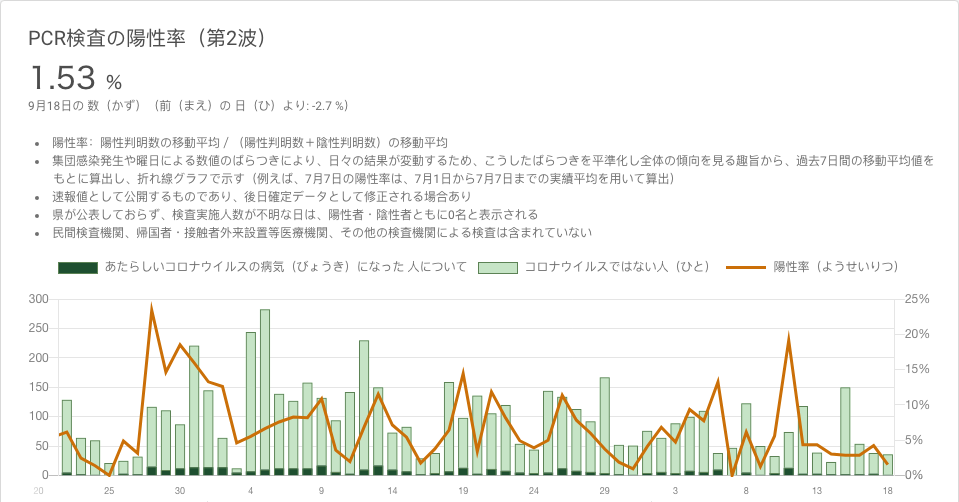 PCR検査の陽性率（第2波）
1.53 %
9月18日の 数（かず）（前（まえ）の 日（ひ）より: -2.7 %）
• 陽性率：陽性判明数の移動平均 / （陽性判明数＋陰性判明数）の移動平均
• 集団感染発生や曜日による数値のばらつきにより、日々の結果が変動するため、こうしたばらつきを平準化し全体の傾向を見る趣旨から、過去7日間の移動平均値を
もとに算出し、折れ線グラフで示す（例えば、7月7日の陽性率は、7月1日から7月7日までの実績平均を用いて算出）
• 速報値として公開するものであり、後日確定データとして修正される場合あり
• 県が公表しておらず、検査実施人数が不明な日は、陽性者・陰性者ともに0名と表示される
• 民間検査機関、帰国者・接触者外来設置等医療機関、その他の検査機関による検査は含まれていない
あたらしいコロナウイルスの病気（びょうき）になった 人について コロナウイルスではない人（ひと） 陽性率（ようせいりつ）
300 25%
250 20%
200
150 15%
100 10%
50 5%
0 0%
20 25 30 4 9 14 19 24 29 3 8 13 18